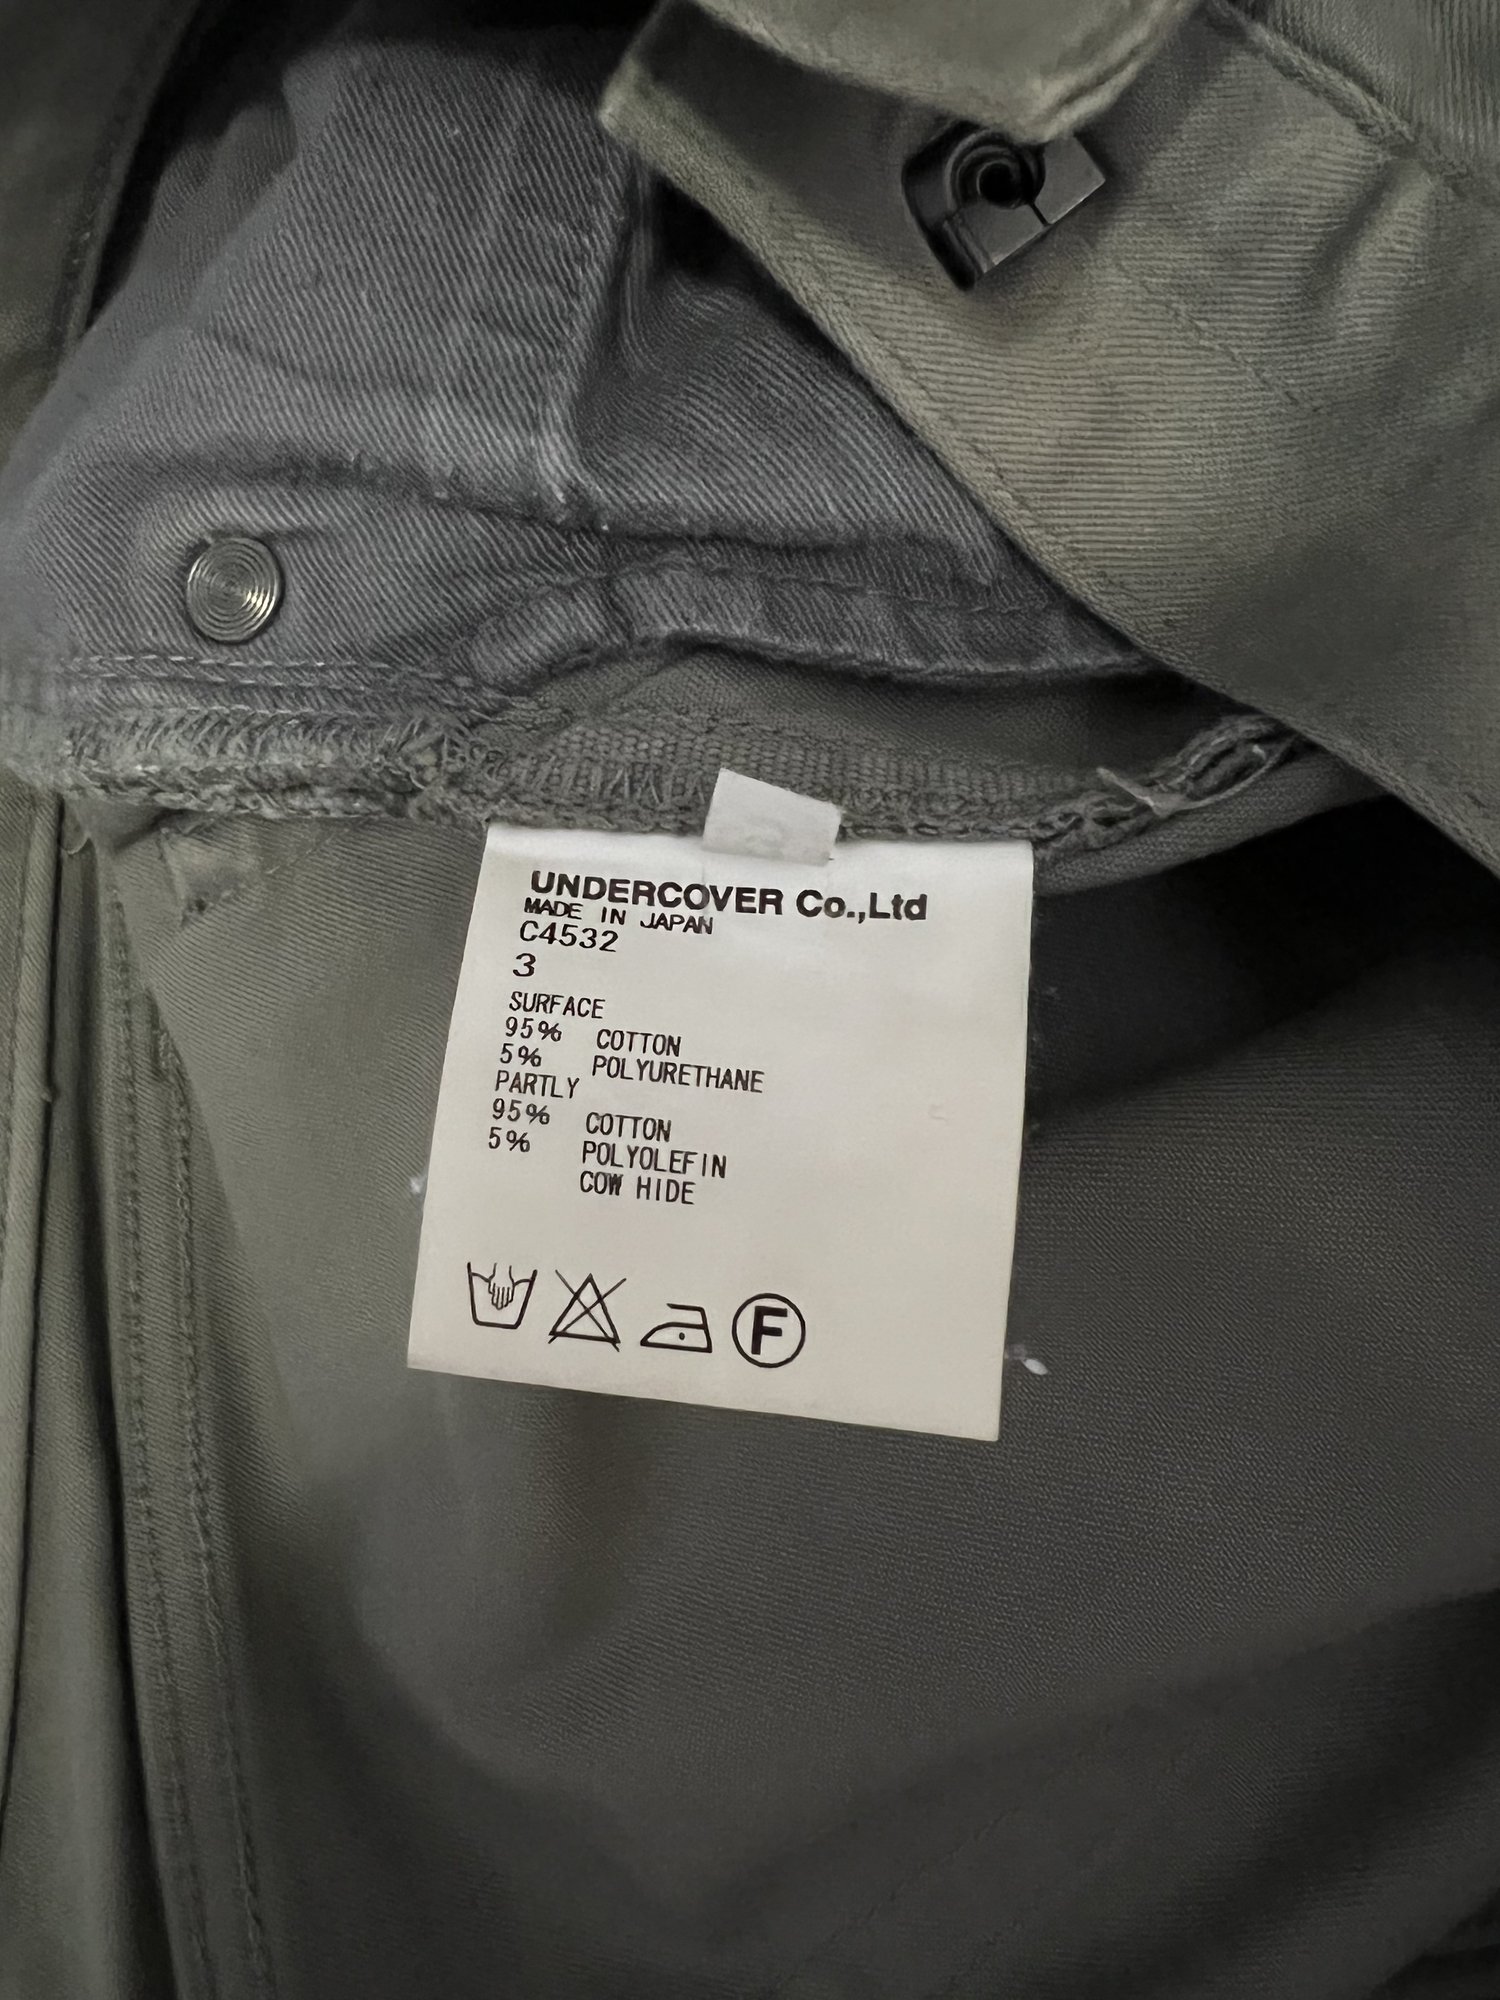 UNDERCOVER Co.,Ltd
MADE IN JAPAN
C4532
3
SURFACE
95% COTTON
5% POLYURETHANE
PARTLY
95% COTTON
5% POLYOLEFIN
COW HIDE
F